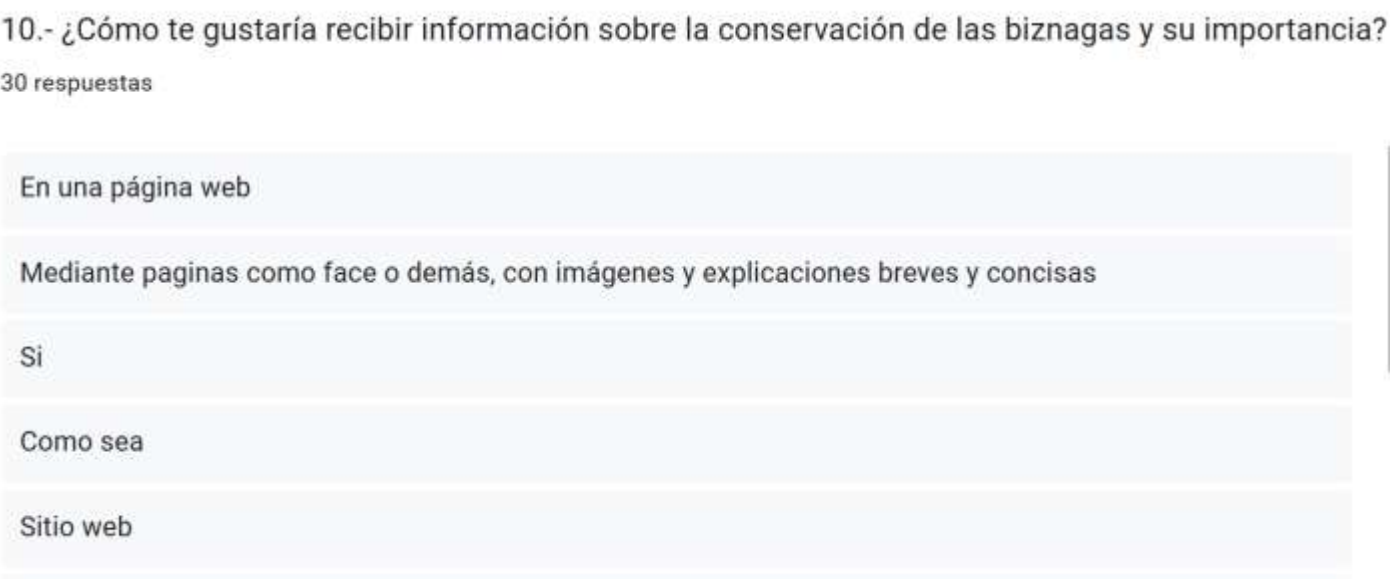 10.- ¿Cómo te gustaría recibir información sobre la conservación de las biznagas y su importancia?
30 respuestas
En una página web
Mediante paginas como face o demás, con imágenes y explicaciones breves y concisas
Si
Como sea
Sitio web